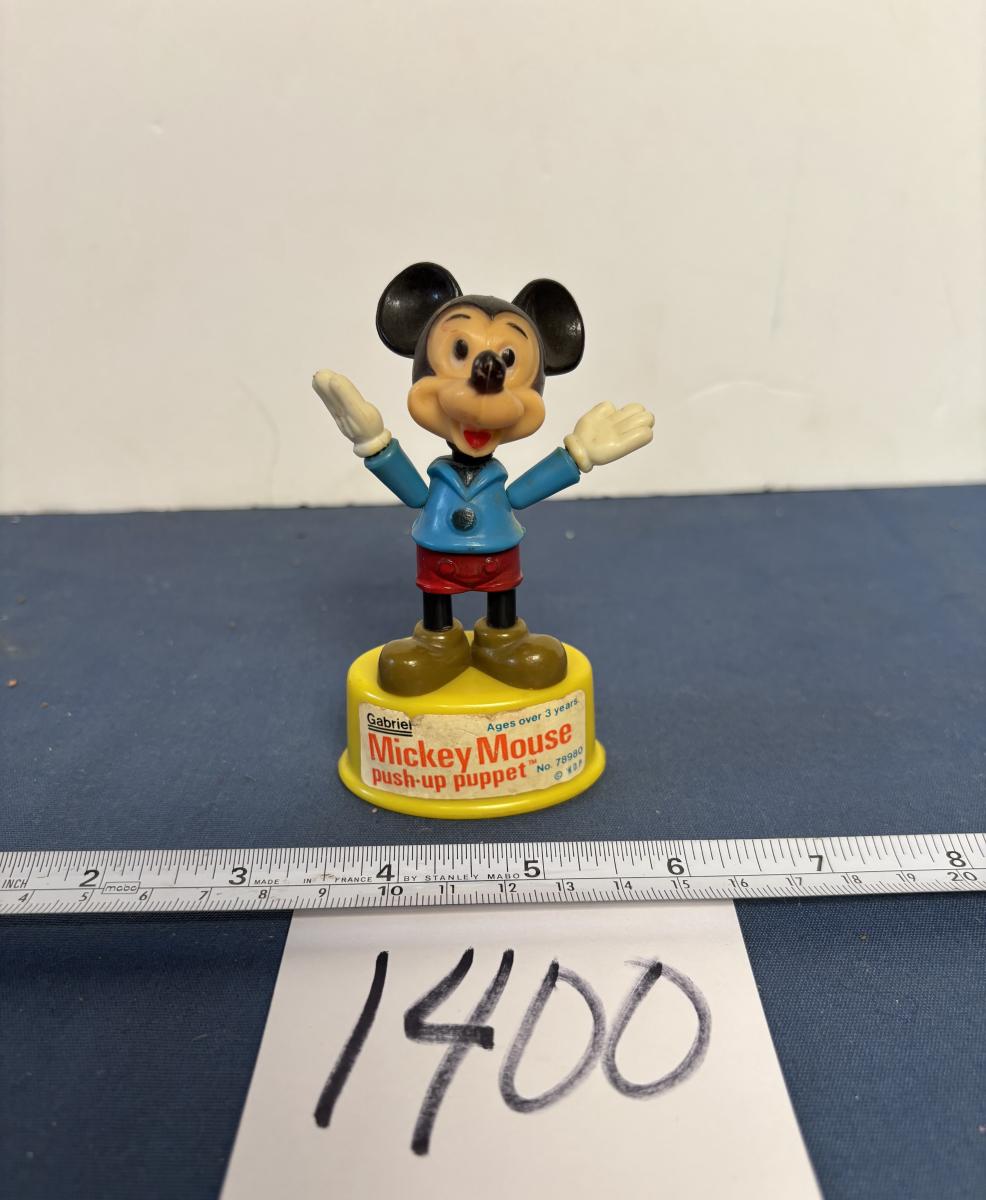 Gabriel
Ages over 3 years
Mickey Mouse
push-up puppet™ No. 78980
© W.D.P.
INCH 2 3 4 5 6 7 8
mabo MADE IN FRANCE BY STANLEY MABO
4 5 6 7 8 9 10 11 12 13 14 15 16 17 18 19 20
1400